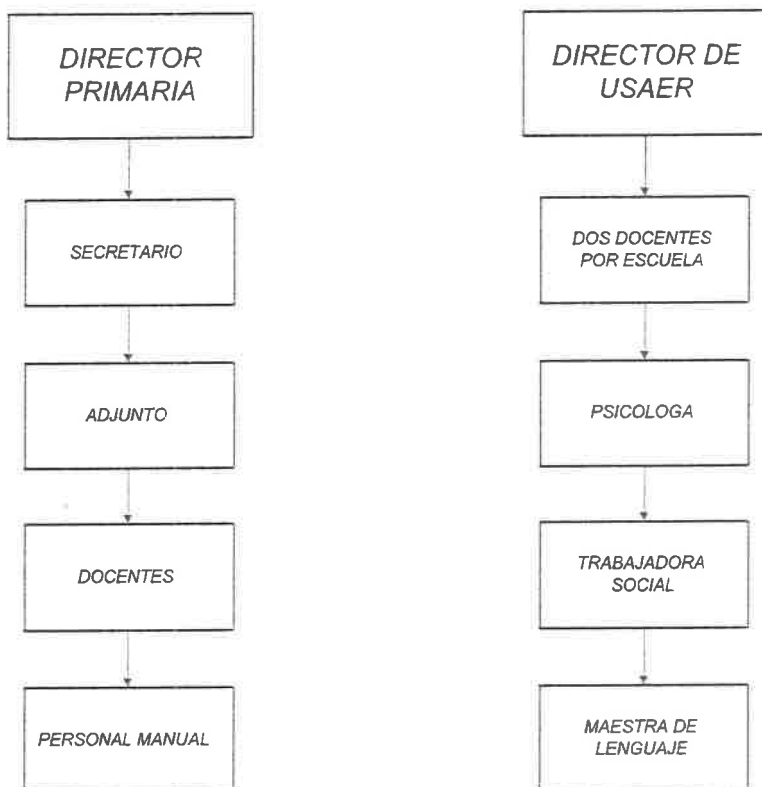 DIRECTOR
PRIMARIA
SECRETARIO
ADJUNTO
DOCENTES
PERSONAL MANUAL
DIRECTOR DE
USAER
DOS DOCENTES
POR ESCUELA
PSICOLOGA
TRABAJADORA
SOCIAL
MAESTRA DE
LENGUAJE